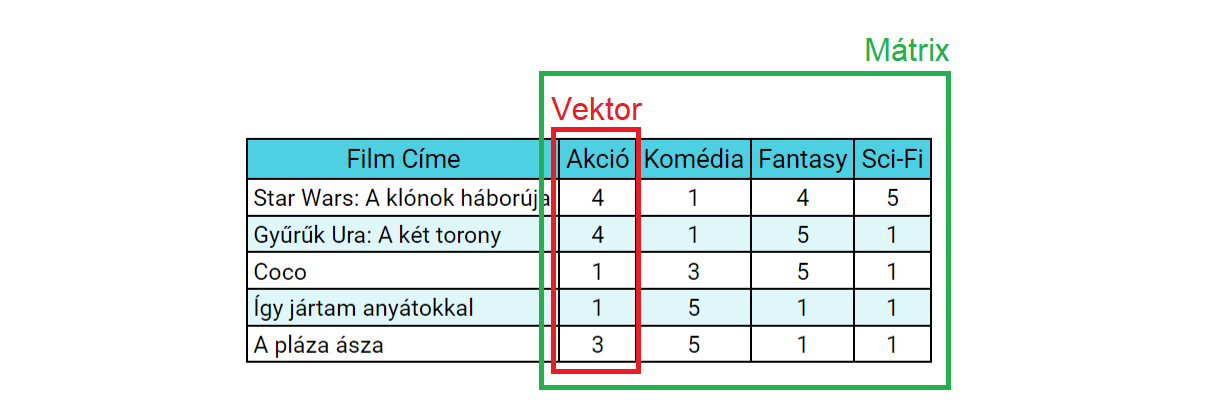 Mátrix
Vektor
Film Címe Akció Komédia Fantasy Sci-Fi
Star Wars: A klónok háborúja 4 1 4 5
Gyűrűk Ura: A két torony 4 1 5 1
Coco 1 3 5 1
Így jártam anyátokkal 1 5 1 1
A pláza ásza 3 5 1 1